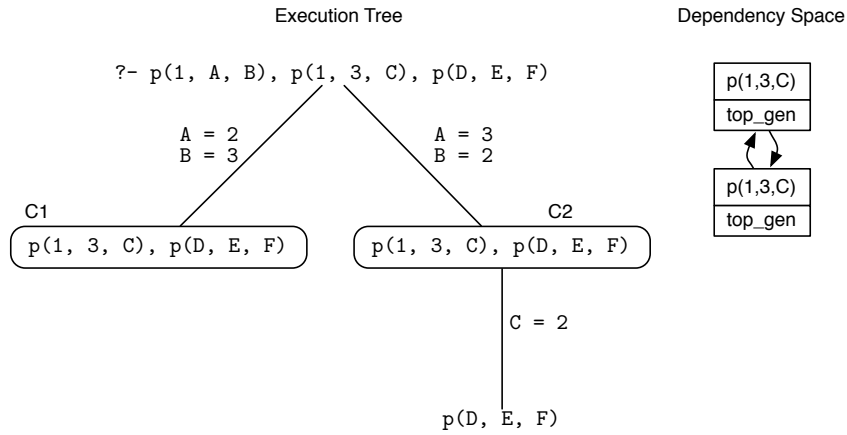 Execution Tree
Dependency Space
?- p(1, A, B), p(1, 3, C), p(D, E, F)
A = 2
B = 3
A = 3
B = 2
C1
p(1, 3, C), p(D, E, F)
C2
p(1, 3, C), p(D, E, F)
C = 2
p(D, E, F)
p(1,3,C)
top_gen
p(1,3,C)
top_gen